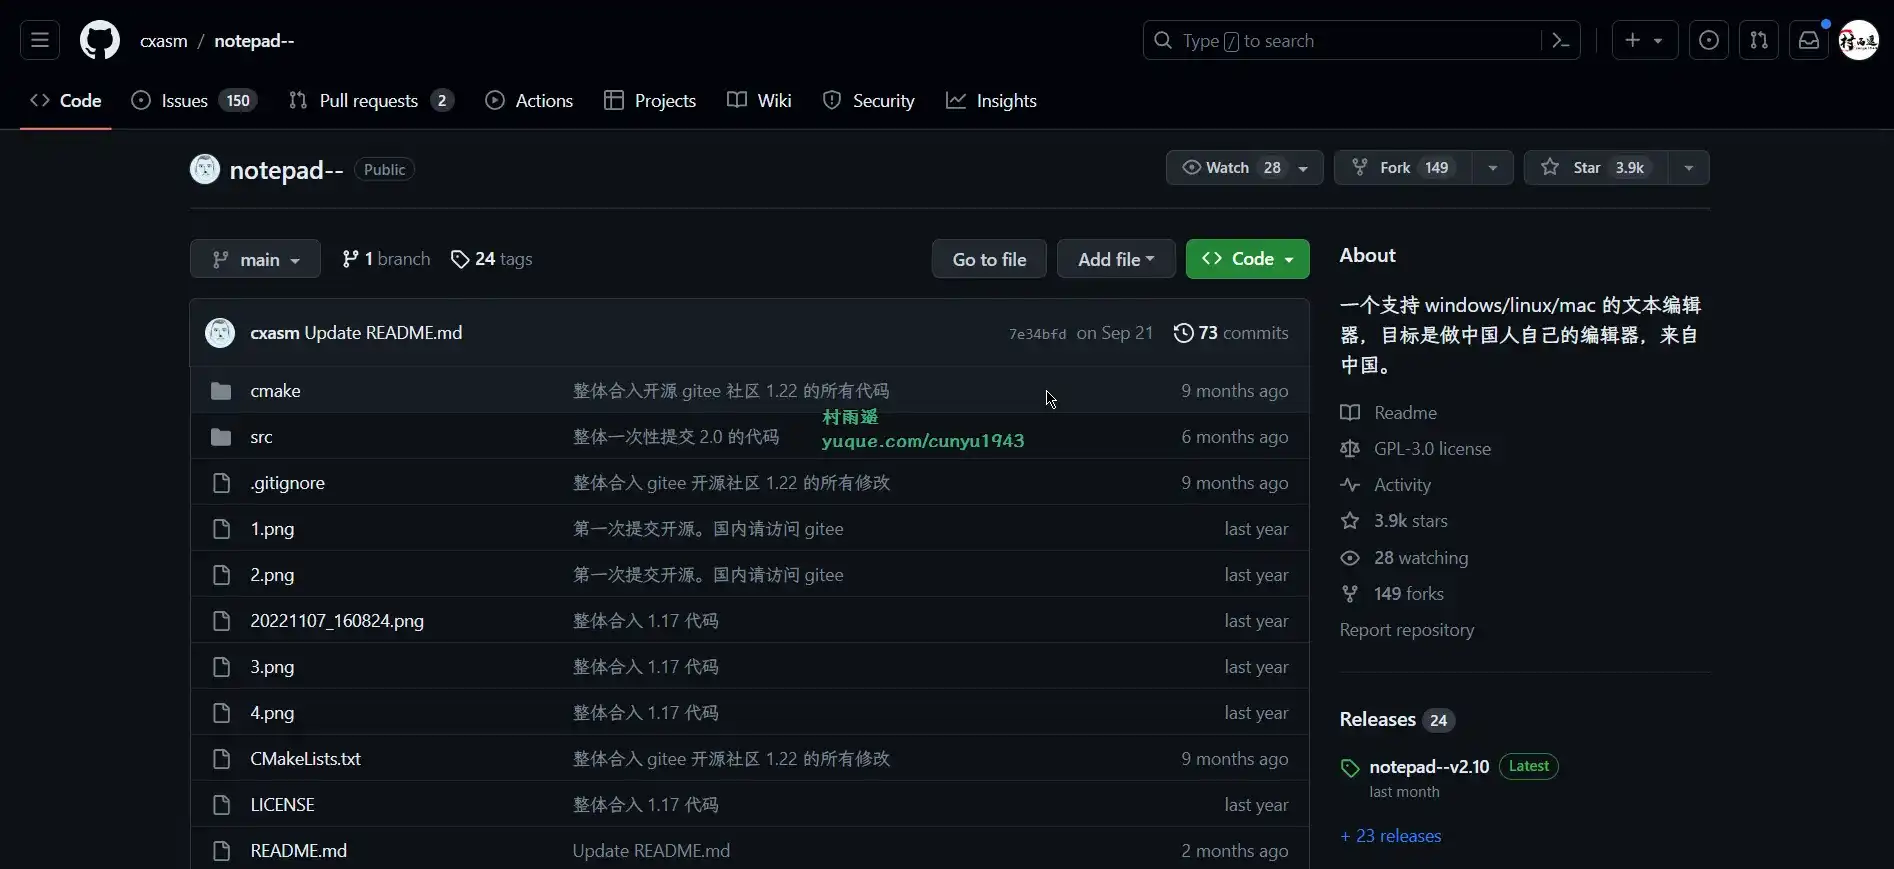 cxasm / notepad--
Type / to search
Code
Issues 150
Pull requests 2
Actions
Projects
Wiki
Security
Insights
notepad-- Public
Watch 28
Fork 149
Star 3.9k
main
1 branch
24 tags
Go to file
Add file
Code
cxasm Update README.md
7e34bfd on Sep 21
73 commits
cmake 整体合入开源 gitee 社区 1.22 的所有代码 9 months ago
村雨遥
yuque.com/cunyu1943
src 整体一次性提交 2.0 的代码 6 months ago
.gitignore 整体合入 gitee 开源社区 1.22 的所有修改 9 months ago
1.png 第一次提交开源。国内请访问 gitee last year
2.png 第一次提交开源。国内请访问 gitee last year
20221107_160824.png 整体合入 1.17 代码 last year
3.png 整体合入 1.17 代码 last year
4.png 整体合入 1.17 代码 last year
CMakeLists.txt 整体合入 gitee 开源社区 1.22 的所有修改 9 months ago
LICENSE 整体合入 1.17 代码 last year
README.md Update README.md 2 months ago
About
一个支持 windows/linux/mac 的文本编辑
器，目标是做中国人自己的编辑器，来自
中国。
Readme
GPL-3.0 license
Activity
3.9k stars
28 watching
149 forks
Report repository
Releases 24
notepad--v2.10 Latest
last month
+ 23 releases